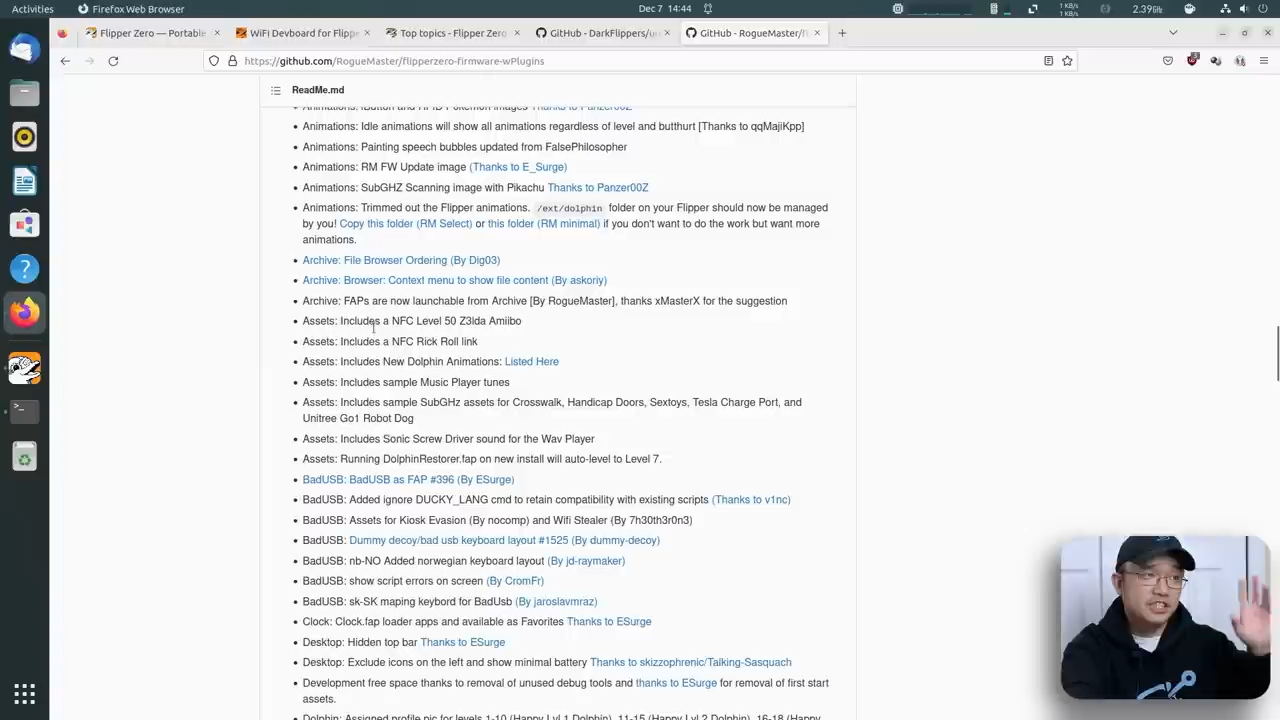 Activities
Firefox Web Browser
Dec 7 14:44
1 KB/s
1 KB/s
2.39GHz
Flipper Zero — Portable
WiFi Devboard for Flippe
Top topics - Flipper Zero
GitHub - DarkFlippers/un
GitHub - RogueMaster/fl
https://github.com/RogueMaster/flipperzero-firmware-wPlugins
ReadMe.md
Animations: iButton and RFID Pokemon images Thanks to Panzer00Z
Animations: Idle animations will show all animations regardless of level and butthurt [Thanks to qqMajiKpp]
Animations: Painting speech bubbles updated from FalsePhilosopher
Animations: RM FW Update image (Thanks to E_Surge)
Animations: SubGHZ Scanning image with Pikachu Thanks to Panzer00Z
Animations: Trimmed out the Flipper animations. /ext/dolphin folder on your Flipper should now be managed
by you! Copy this folder (RM Select) or this folder (RM minimal) if you don't want to do the work but want more
animations.
Archive: File Browser Ordering (By Dig03)
Archive: Browser: Context menu to show file content (By askoriy)
Archive: FAPs are now launchable from Archive [By RogueMaster], thanks xMasterX for the suggestion
Assets: Includes a NFC Level 50 Z3lda Amiibo
Assets: Includes a NFC Rick Roll link
Assets: Includes New Dolphin Animations: Listed Here
Assets: Includes sample Music Player tunes
Assets: Includes sample SubGHz assets for Crosswalk, Handicap Doors, Sextoys, Tesla Charge Port, and
Unitree Go1 Robot Dog
Assets: Includes Sonic Screw Driver sound for the Wav Player
Assets: Running DolphinRestorer.fap on new install will auto-level to Level 7.
BadUSB: BadUSB as FAP #396 (By ESurge)
BadUSB: Added ignore DUCKY_LANG cmd to retain compatibility with existing scripts (Thanks to v1nc)
BadUSB: Assets for Kiosk Evasion (By nocomp) and Wifi Stealer (By 7h30th3r0n3)
BadUSB: Dummy decoy/bad usb keyboard layout #1525 (By dummy-decoy)
BadUSB: nb-NO Added norwegian keyboard layout (By jd-raymaker)
BadUSB: show script errors on screen (By CromFr)
BadUSB: sk-SK maping keybord for BadUsb (By jaroslavmraz)
Clock: Clock.fap loader apps and available as Favorites Thanks to ESurge
Desktop: Hidden top bar Thanks to ESurge
Desktop: Exclude icons on the left and show minimal battery Thanks to skizzophrenic/Talking-Sasquach
Development free space thanks to removal of unused debug tools and thanks to ESurge for removal of first start
assets.
Dolphin: Assigned profile pic for levels 1-10 (Happy Lvl 1 Dolphin), 11-15 (Happy Lvl 2 Dolphin), 16-18 (Happy